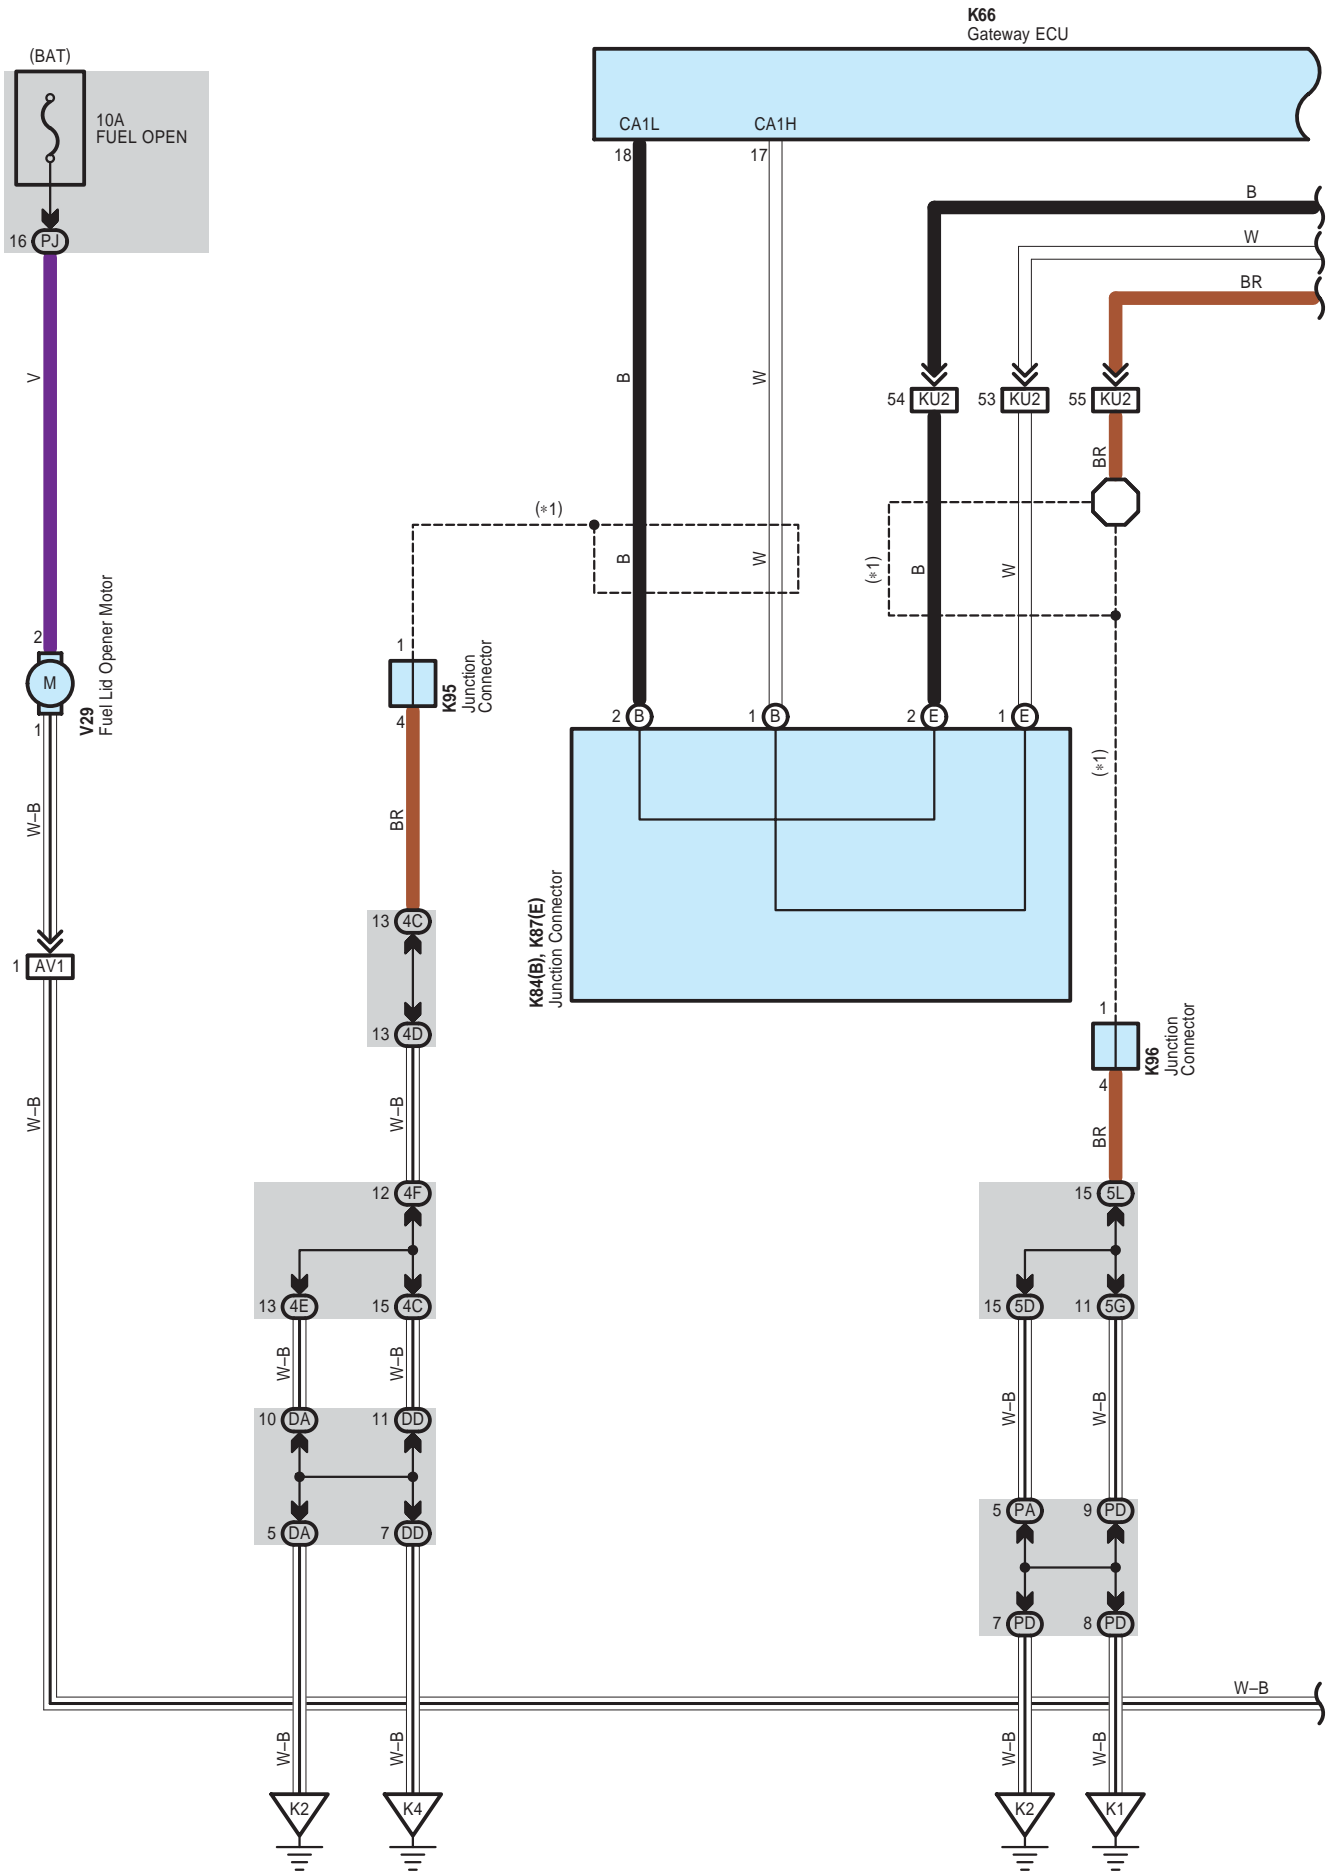 K66
Gateway ECU
(BAT)
10A
FUEL OPEN
CA1L
CA1H
18
17
B
W
BR
16 PJ
V
B
W
54 KU2
53 KU2
55 KU2
BR
(*1)
B
W
(*1)
B
W
2
M
1
V29
Fuel Lid Opener Motor
1
K95
Junction
Connector
4
2 B
1 B
2 E
1 E
(*1)
W–B
BR
K84(B), K87(E)
Junction Connector
13 4C
1 AV1
13 4D
1
K96
Junction
Connector
4
W–B
W–B
BR
12 4F
15 5L
13 4E
15 4C
15 5D
11 5G
W–B
W–B
W–B
W–B
10 DA
11 DD
5 PA
9 PD
5 DA
7 DD
7 PD
8 PD
W–B
W–B
W–B
W–B
W–B
K2
K4
K2
K1